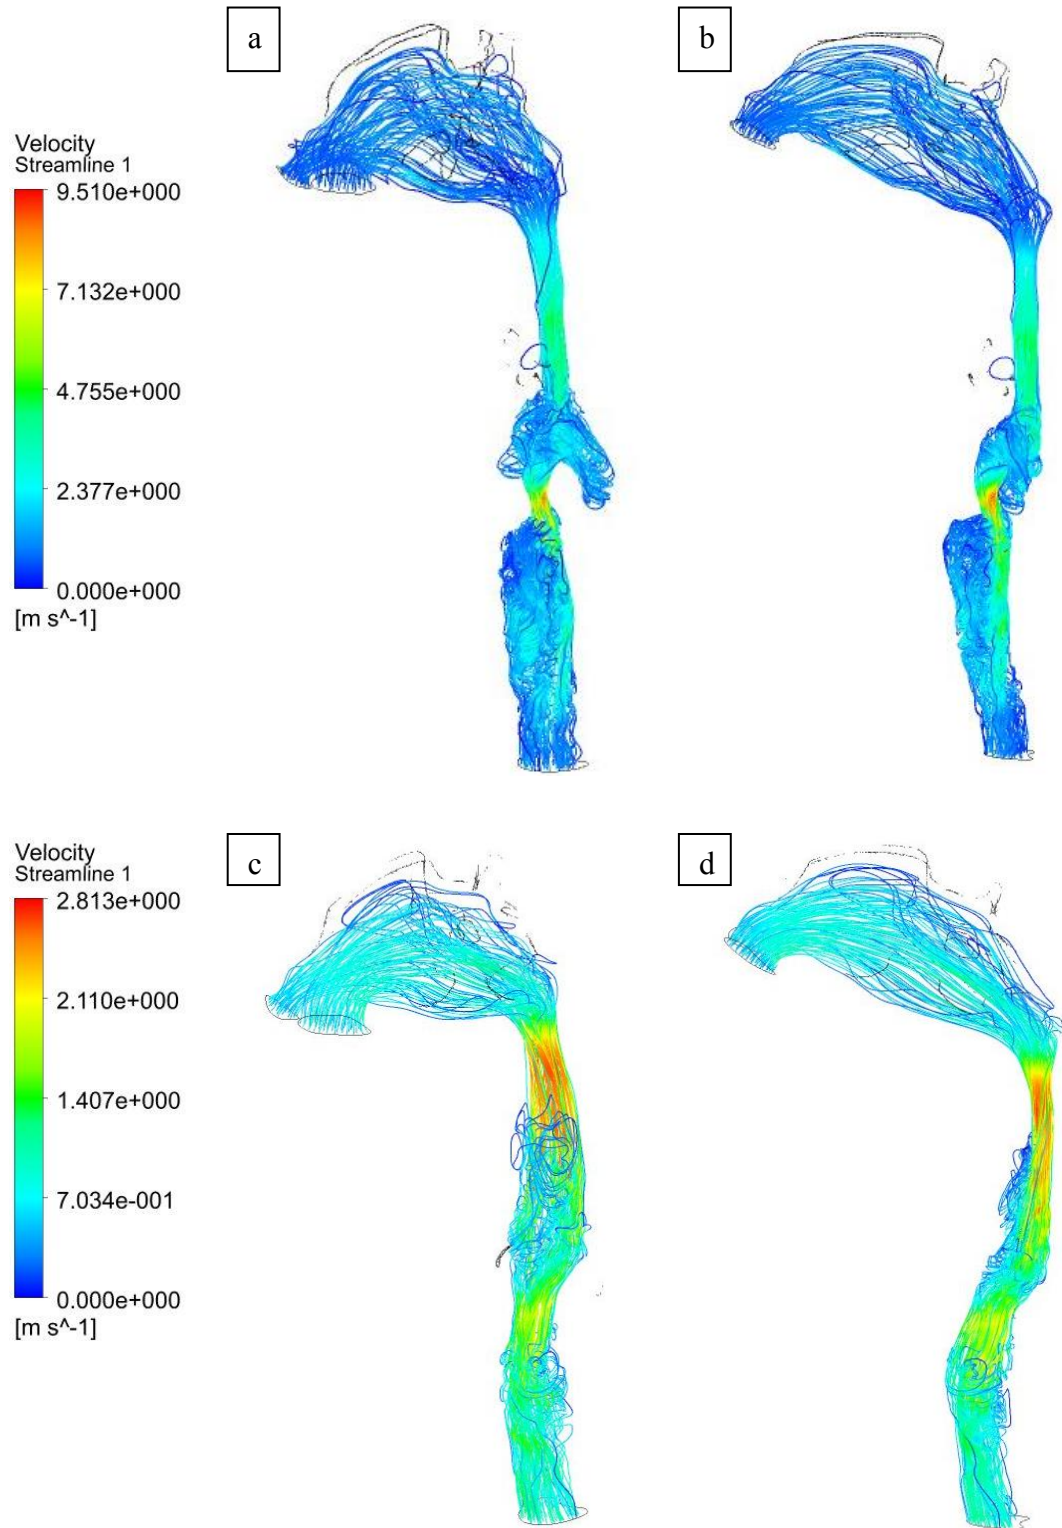 a
b
Velocity
Streamline 1
9.510e+000
7.132e+000
4.755e+000
2.377e+000
0.000e+000
[m s^-1]
c
d
Velocity
Streamline 1
2.813e+000
2.110e+000
1.407e+000
7.034e-001
0.000e+000
[m s^-1]